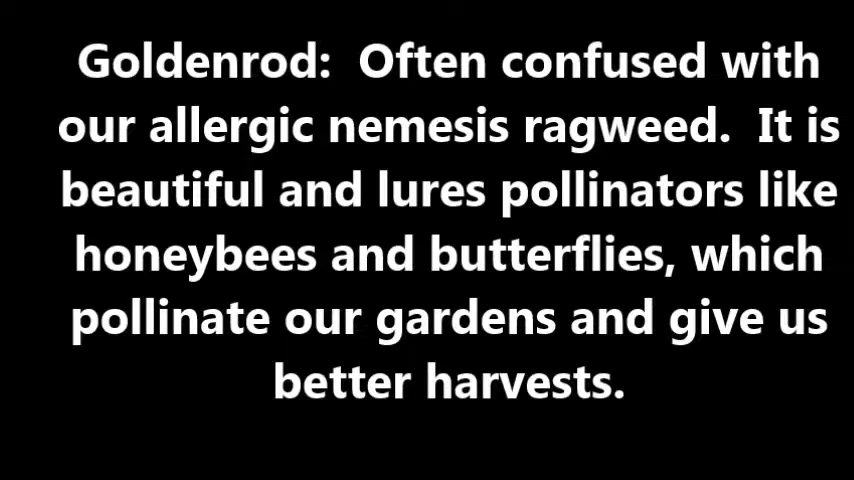 Goldenrod:  Often confused with
our allergic nemesis ragweed.  It is
beautiful and lures pollinators like
honeybees and butterflies, which
pollinate our gardens and give us
better harvests.